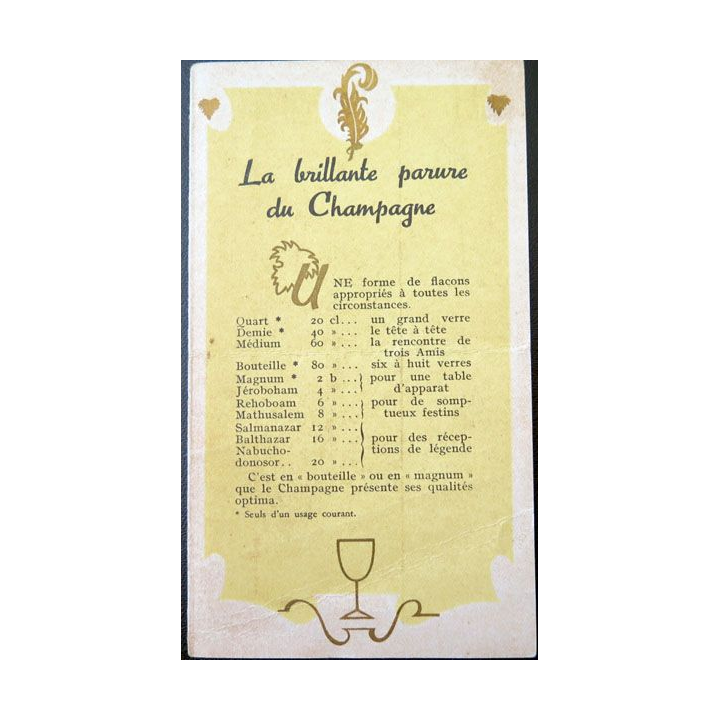 La brillante parure
du Champagne
UNE forme de flacons
appropriés à toutes les
circonstances.
Quart * 20 cl... un grand verre
Demie * 40 » ... le tête à tête
Médium 60 » ... la rencontre de
trois Amis
Bouteille * 80 » ... six à huit verres
Magnum * 2 b ... } pour une table
Jéroboham 4 » ... } d'apparat
Rehoboam 6 » ... } pour de somp-
Mathusalem 8 » ... } tueux festins
Salmanazar 12 » ...
Balthazar 16 » ... } pour des récep-
Nabucho- } tions de légende
donosor.. 20 » ...
C'est en « bouteille » ou en « magnum »
que le Champagne présente ses qualités
optima.
* Seuls d'un usage courant.